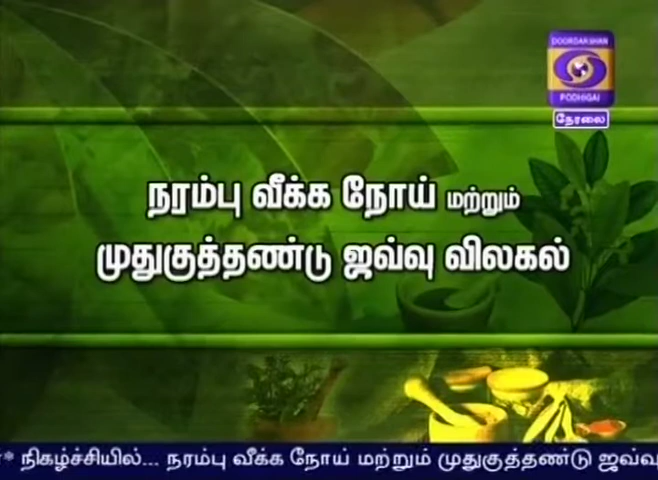 DOORDARSHAN
PODHIGAI
நேரலை
நரம்பு வீக்க நோய் மற்றும்
முதுகுத்தண்டு ஜவ்வு விலகல்
* நிகழ்ச்சியில்... நரம்பு வீக்க நோய் மற்றும் முதுகுத்தண்டு ஜவ்வு